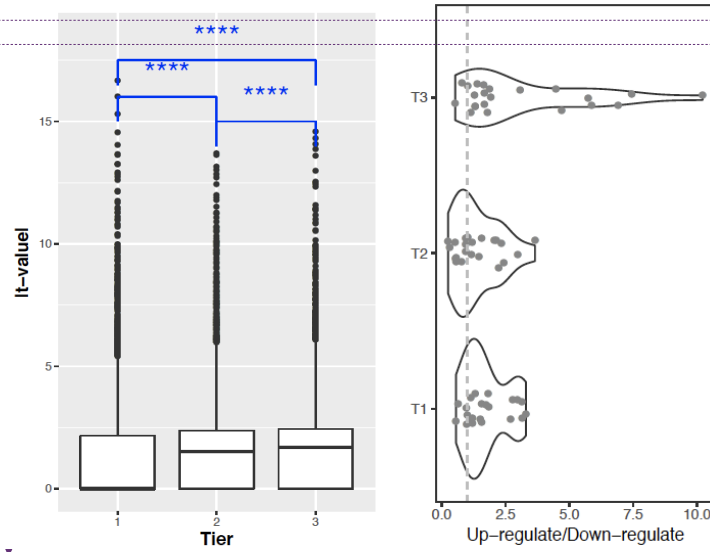 ****
****
****
15
10
5
0
1 2 3
Tier
|t-value|
T3
T2
T1
0.0 2.5 5.0 7.5 10.0
Up-regulate/Down-regulate